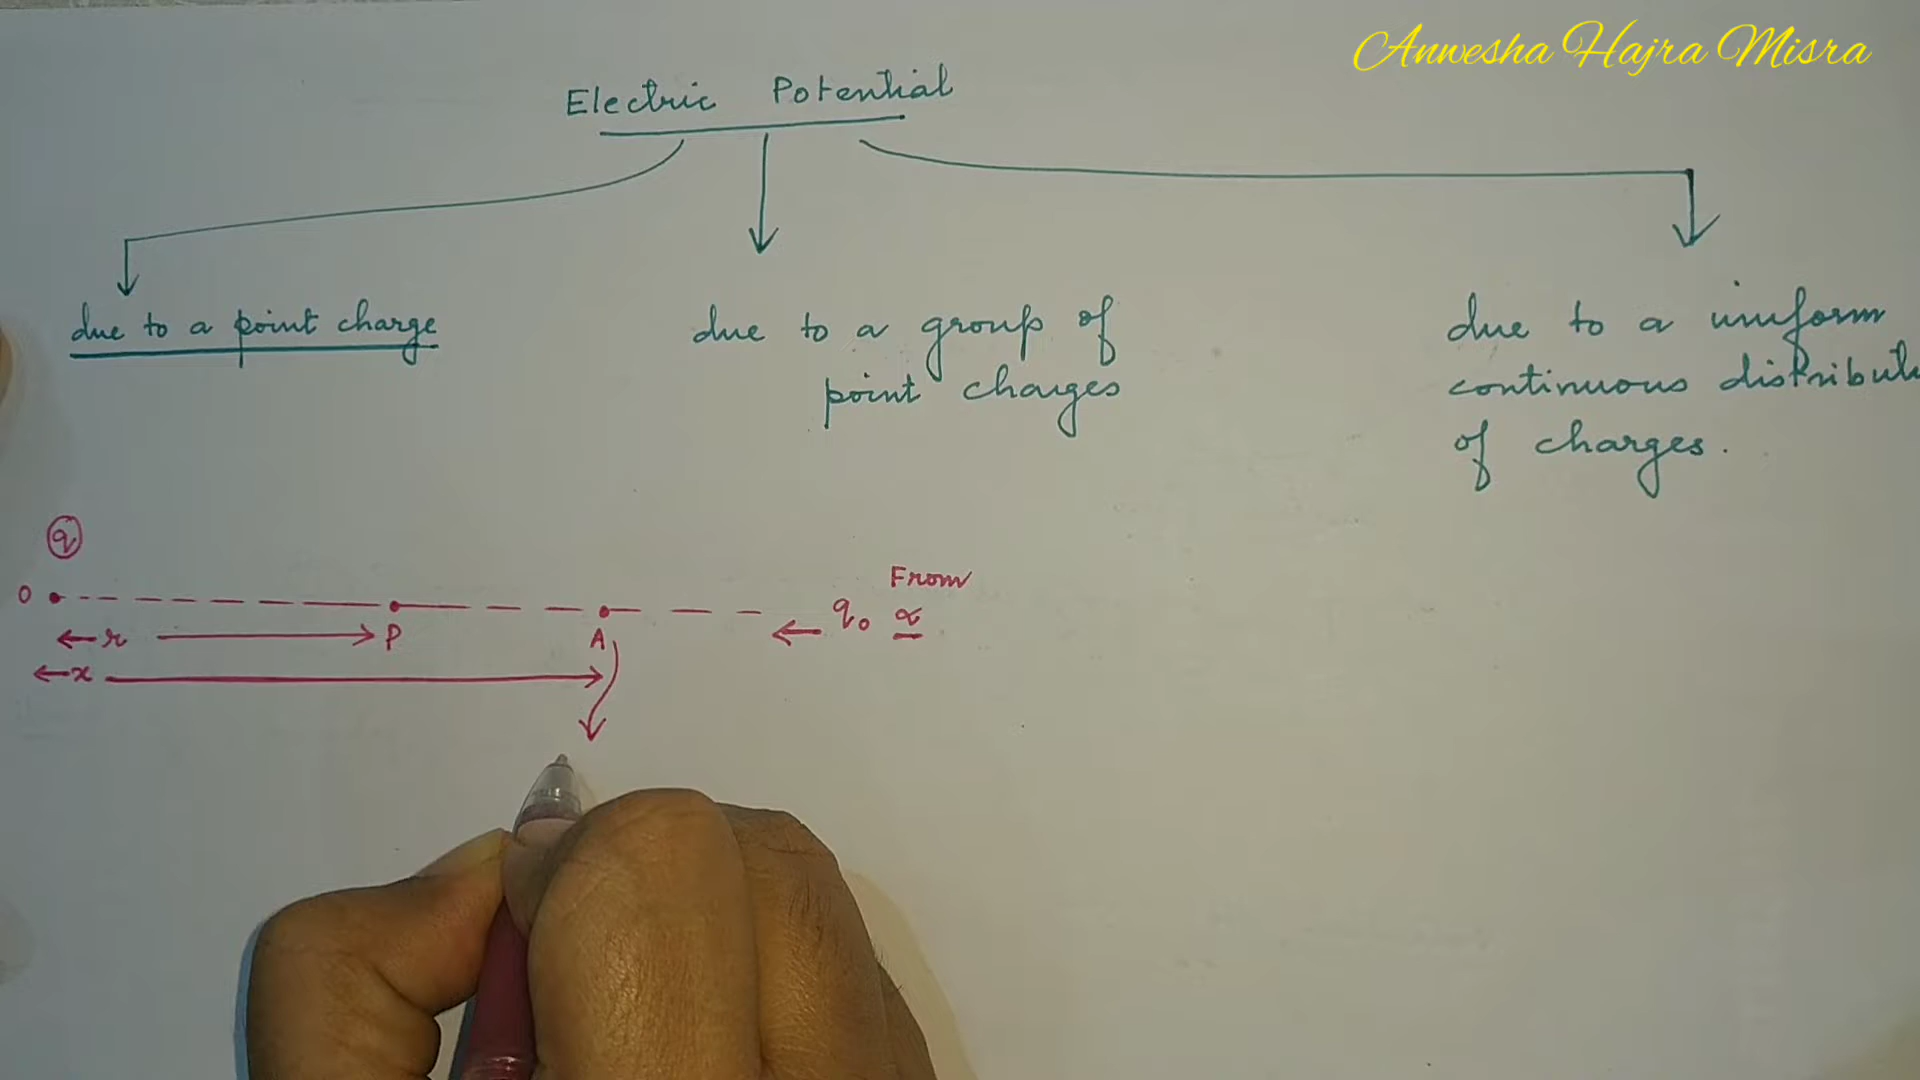 Anwesha Hajra Misra
Electric Potential
due to a point charge
due to a group of
point charges
due to a uniform
continuous distribut
of charges.
q
O
r
P
A
x
q₀
From
∝